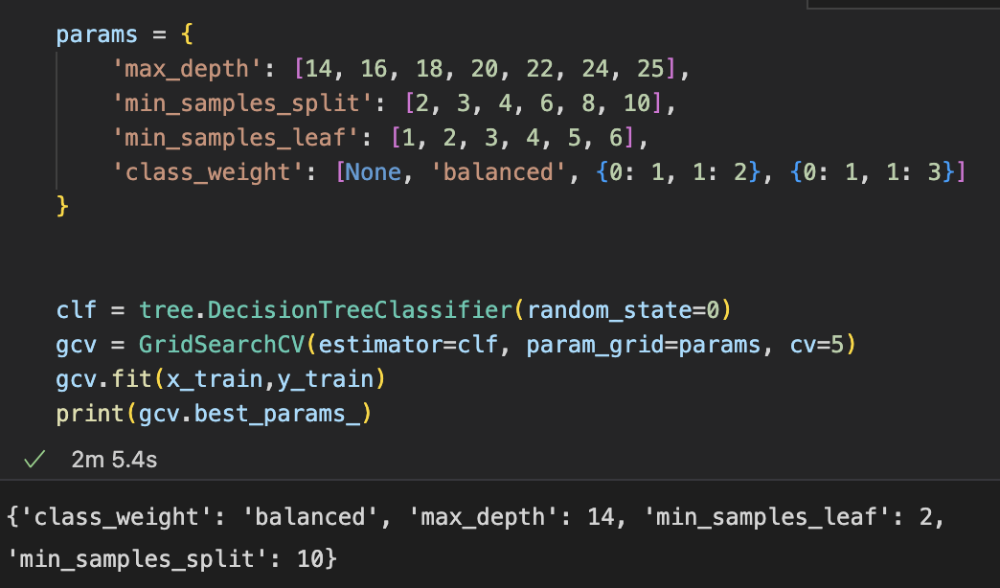 params = {
    'max_depth': [14, 16, 18, 20, 22, 24, 25],
    'min_samples_split': [2, 3, 4, 6, 8, 10],
    'min_samples_leaf': [1, 2, 3, 4, 5, 6],
    'class_weight': [None, 'balanced', {0: 1, 1: 2}, {0: 1, 1: 3}]
}
clf = tree.DecisionTreeClassifier(random_state=0)
gcv = GridSearchCV(estimator=clf, param_grid=params, cv=5)
gcv.fit(x_train,y_train)
print(gcv.best_params_)
2m 5.4s
{'class_weight': 'balanced', 'max_depth': 14, 'min_samples_leaf': 2,
'min_samples_split': 10}